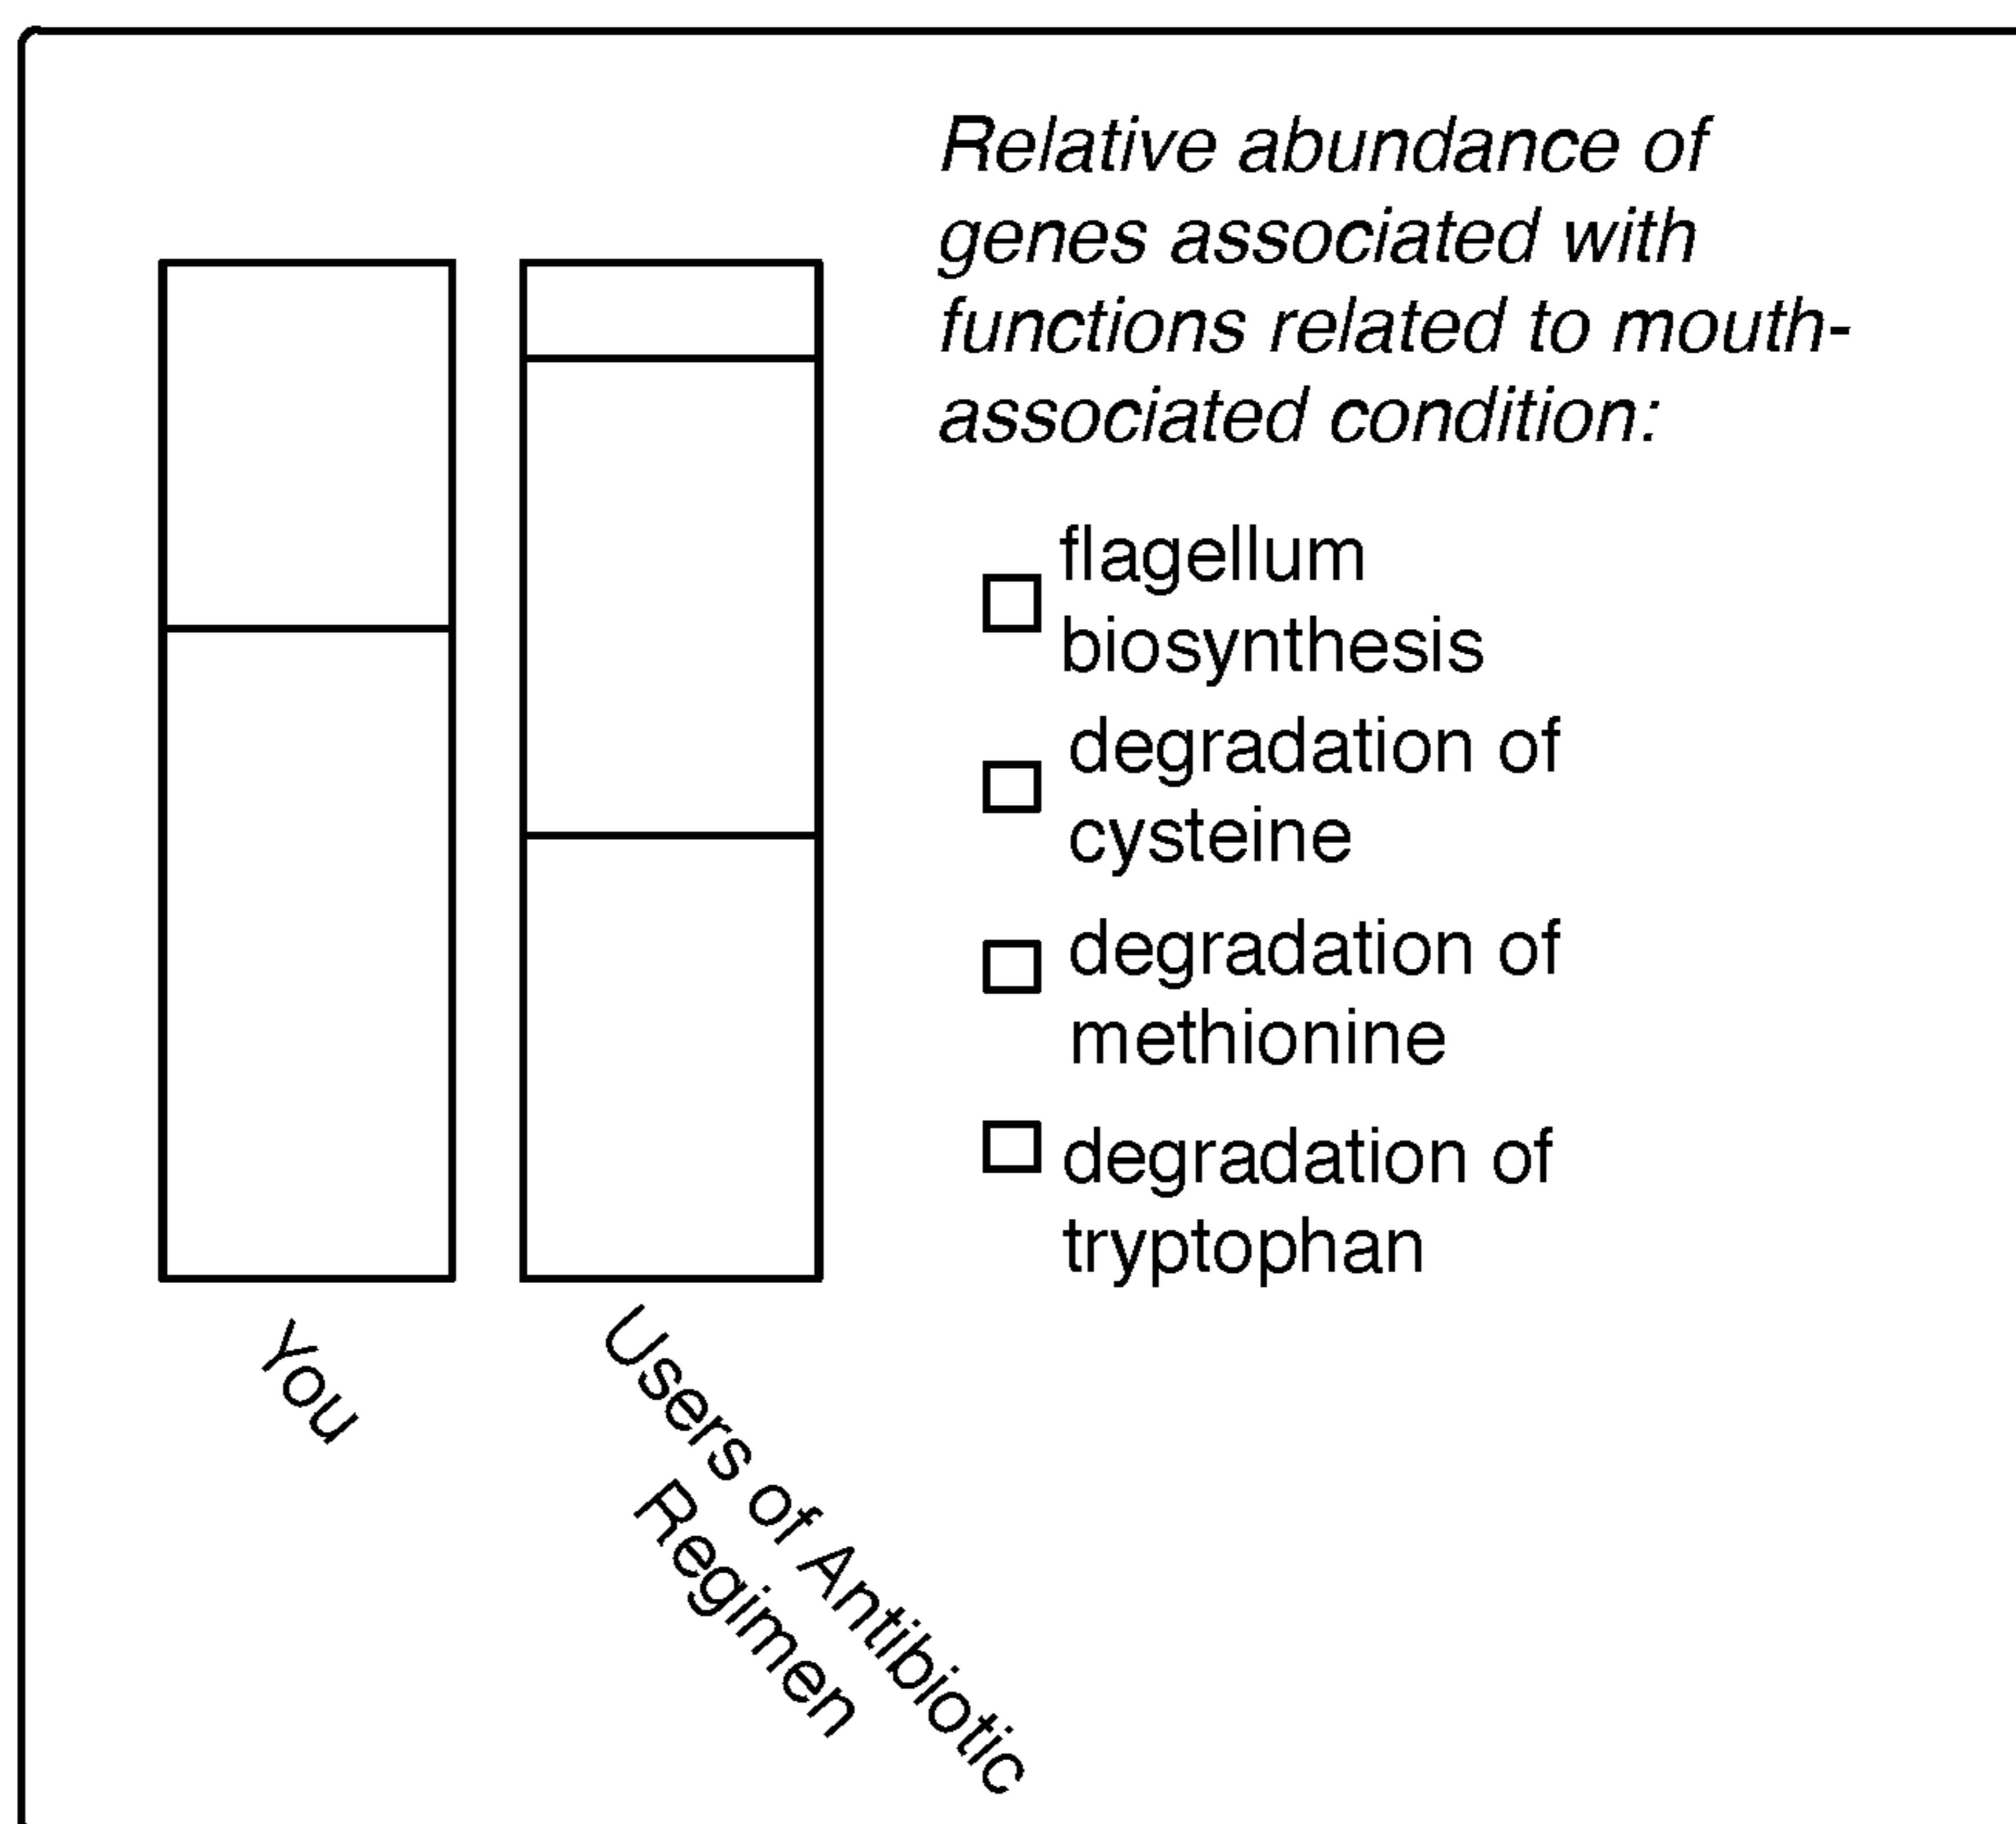 Relative abundance of
genes associated with
functions related to mouth-
associated condition:
flagellum
biosynthesis
degradation of
cysteine
degradation of
methionine
degradation of
tryptophan
You
Users of Antibiotic
Regimen